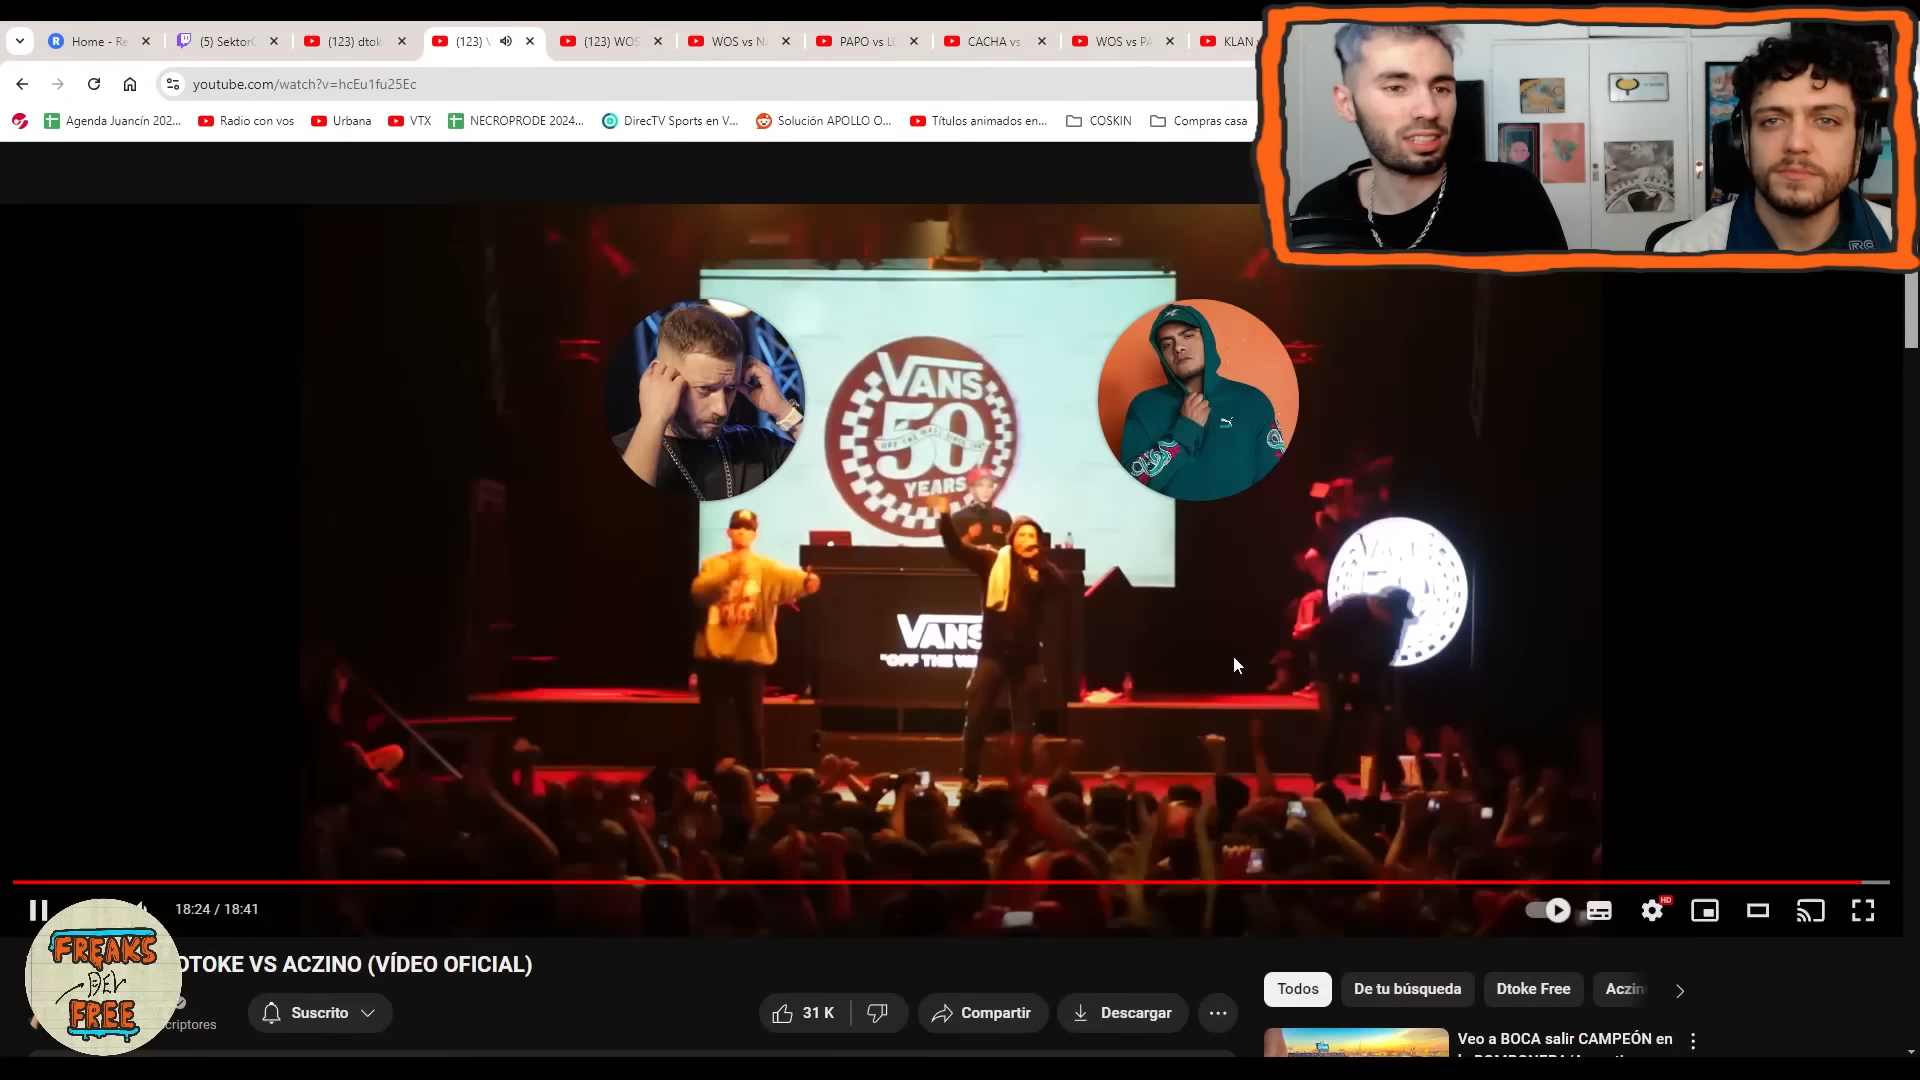 Home - Re
(5) Sektor
(123) dtok
(123) V
(123) WOS
WOS vs N
PAPO vs L
CACHA vs
WOS vs P
KLAN
youtube.com/watch?v=hcEu1fu25Ec
Agenda Juancín 202...
Radio con vos
Urbana
VTX
NECROPRODE 2024...
DirecTV Sports en V...
Solución APOLLO O...
Títulos animados en...
COSKIN
Compras casa
VANS
50
YEARS
VANS
"OFF THE WA
18:24 / 18:41
HD
FREAKS
DEL
FREE
DTOKE VS ACZINO (VÍDEO OFICIAL)
criptores
Suscrito
31 K
Compartir
Descargar
Todos
De tu búsqueda
Dtoke Free
Aczin
Veo a BOCA salir CAMPEÓN en